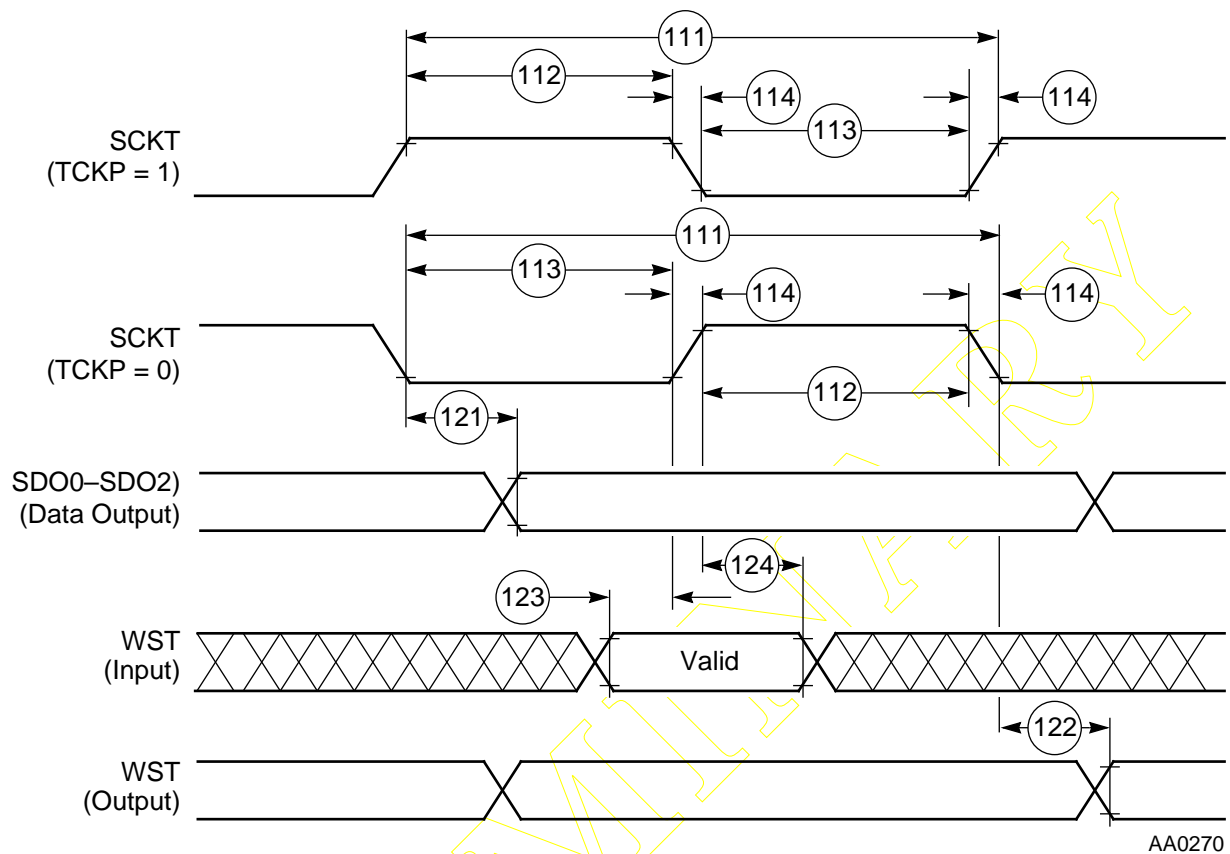 111
112
114
114
113
SCKT
(TCKP = 1)
111
113
114
114
SCKT
(TCKP = 0)
112
121
SDO0–SDO2)
(Data Output)
124
123
WST
(Input)
Valid
122
WST
(Output)
AA0270